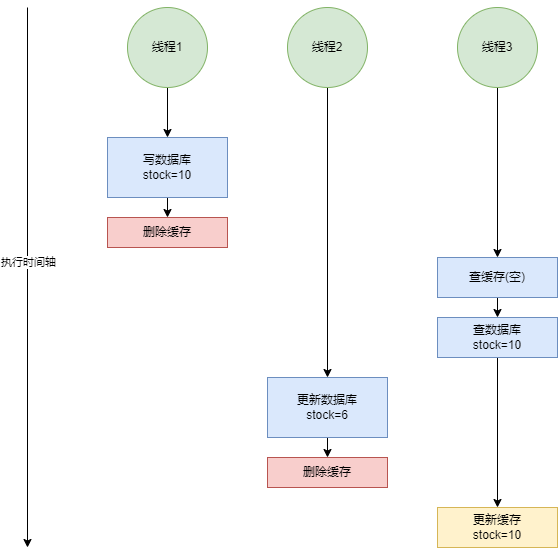 线程1
线程2
线程3
写数据库
stock=10
删除缓存
执行时间轴
查缓存(空)
查数据库
stock=10
更新数据库
stock=6
删除缓存
更新缓存
stock=10